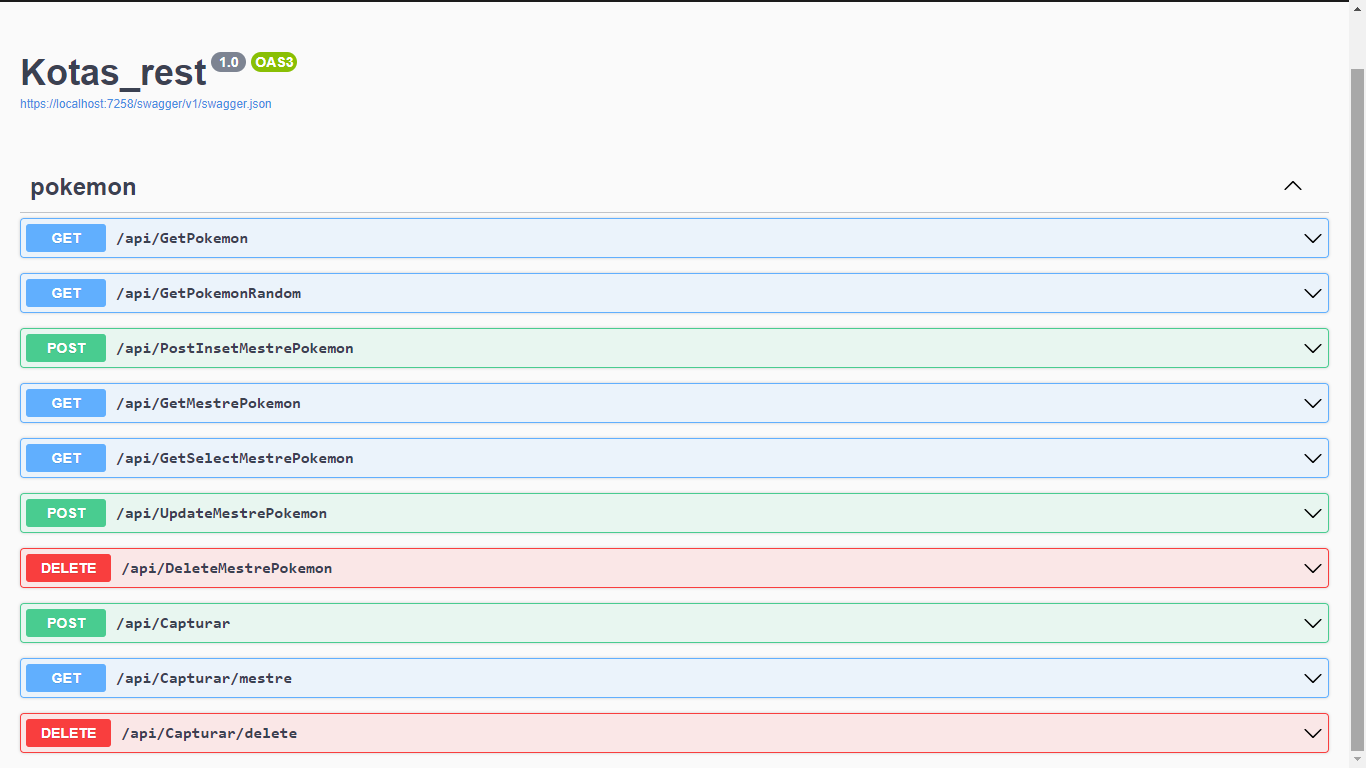 Kotas_rest 1.0 OAS3
https://localhost:7258/swagger/v1/swagger.json
pokemon
GET /api/GetPokemon
GET /api/GetPokemonRandom
POST /api/PostInsetMestrePokemon
GET /api/GetMestrePokemon
GET /api/GetSelectMestrePokemon
POST /api/UpdateMestrePokemon
DELETE /api/DeleteMestrePokemon
POST /api/Capturar
GET /api/Capturar/mestre
DELETE /api/Capturar/delete